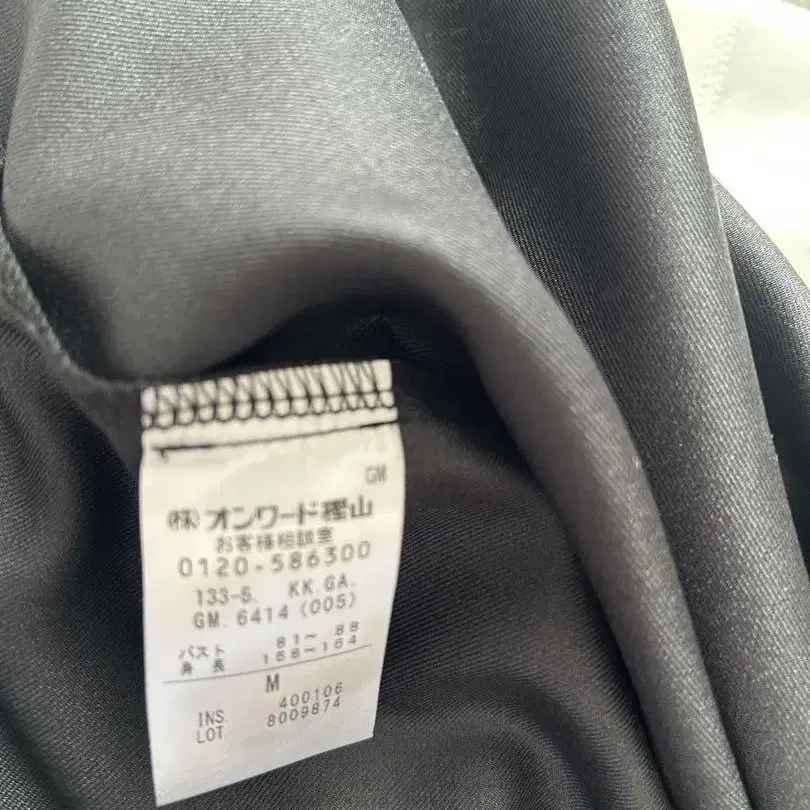 GM
(株)オンワード樫山
お客様相談室
0120-586300
133-5. KK.GA.
GM. 6414 (005)
バスト 81~ 88
身長 158~164
M
INS. 400106
LOT. 8009874